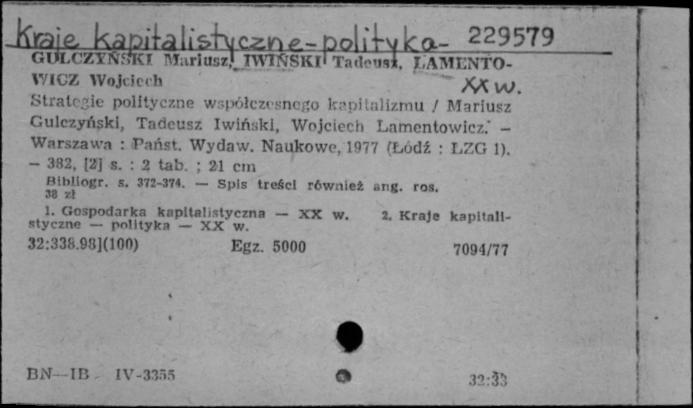 Kraje kapitalistyczne-polityka- 229579
GULCZYŃSKI Mariusz, IWIŃSKI Tadeusz, LAMENTO-
WICZ Wojciech
XX w.
Strategie polityczne współczesnego kapitalizmu / Mariusz
Gulczyński, Tadeusz Iwiński, Wojciech Lamentowicz. –
Warszawa : Państ. Wydaw. Naukowe, 1977 (Łódź : LZG 1).
– 382, [2] s. : 2 tab. ; 21 cm
Bibliogr. s. 372-374. — Spis treści również ang. ros.
38 zł
1. Gospodarka kapitalistyczna — XX w. 2. Kraje kapitali-
styczne — polityka — XX w.
32:338.98](100) Egz. 5000 7094/77
BN—IB IV-3355 32:33